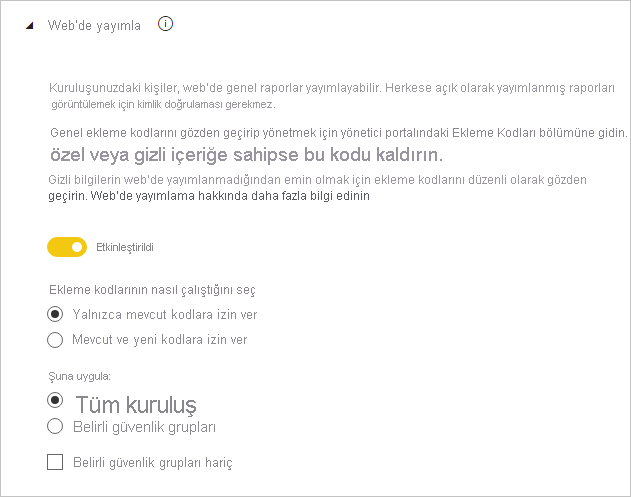 Web'de yayımla
Kuruluşunuzdaki kişiler, web'de genel raporlar yayımlayabilir. Herkese açık olarak yayımlanmış raporları
görüntülemek için kimlik doğrulaması gerekmez.
Genel ekleme kodlarını gözden geçirip yönetmek için yönetici portalındaki Ekleme Kodları bölümüne gidin.
özel veya gizli içeriğe sahipse bu kodu kaldırın.
Gizli bilgilerin web'de yayımlanmadığından emin olmak için ekleme kodlarını düzenli olarak gözden
geçirin. Web'de yayımlama hakkında daha fazla bilgi edinin
Etkinleştirildi
Ekleme kodlarının nasıl çalıştığını seç
Yalnızca mevcut kodlara izin ver
Mevcut ve yeni kodlara izin ver
Şuna uygula:
Tüm kuruluş
Belirli güvenlik grupları
Belirli güvenlik grupları hariç